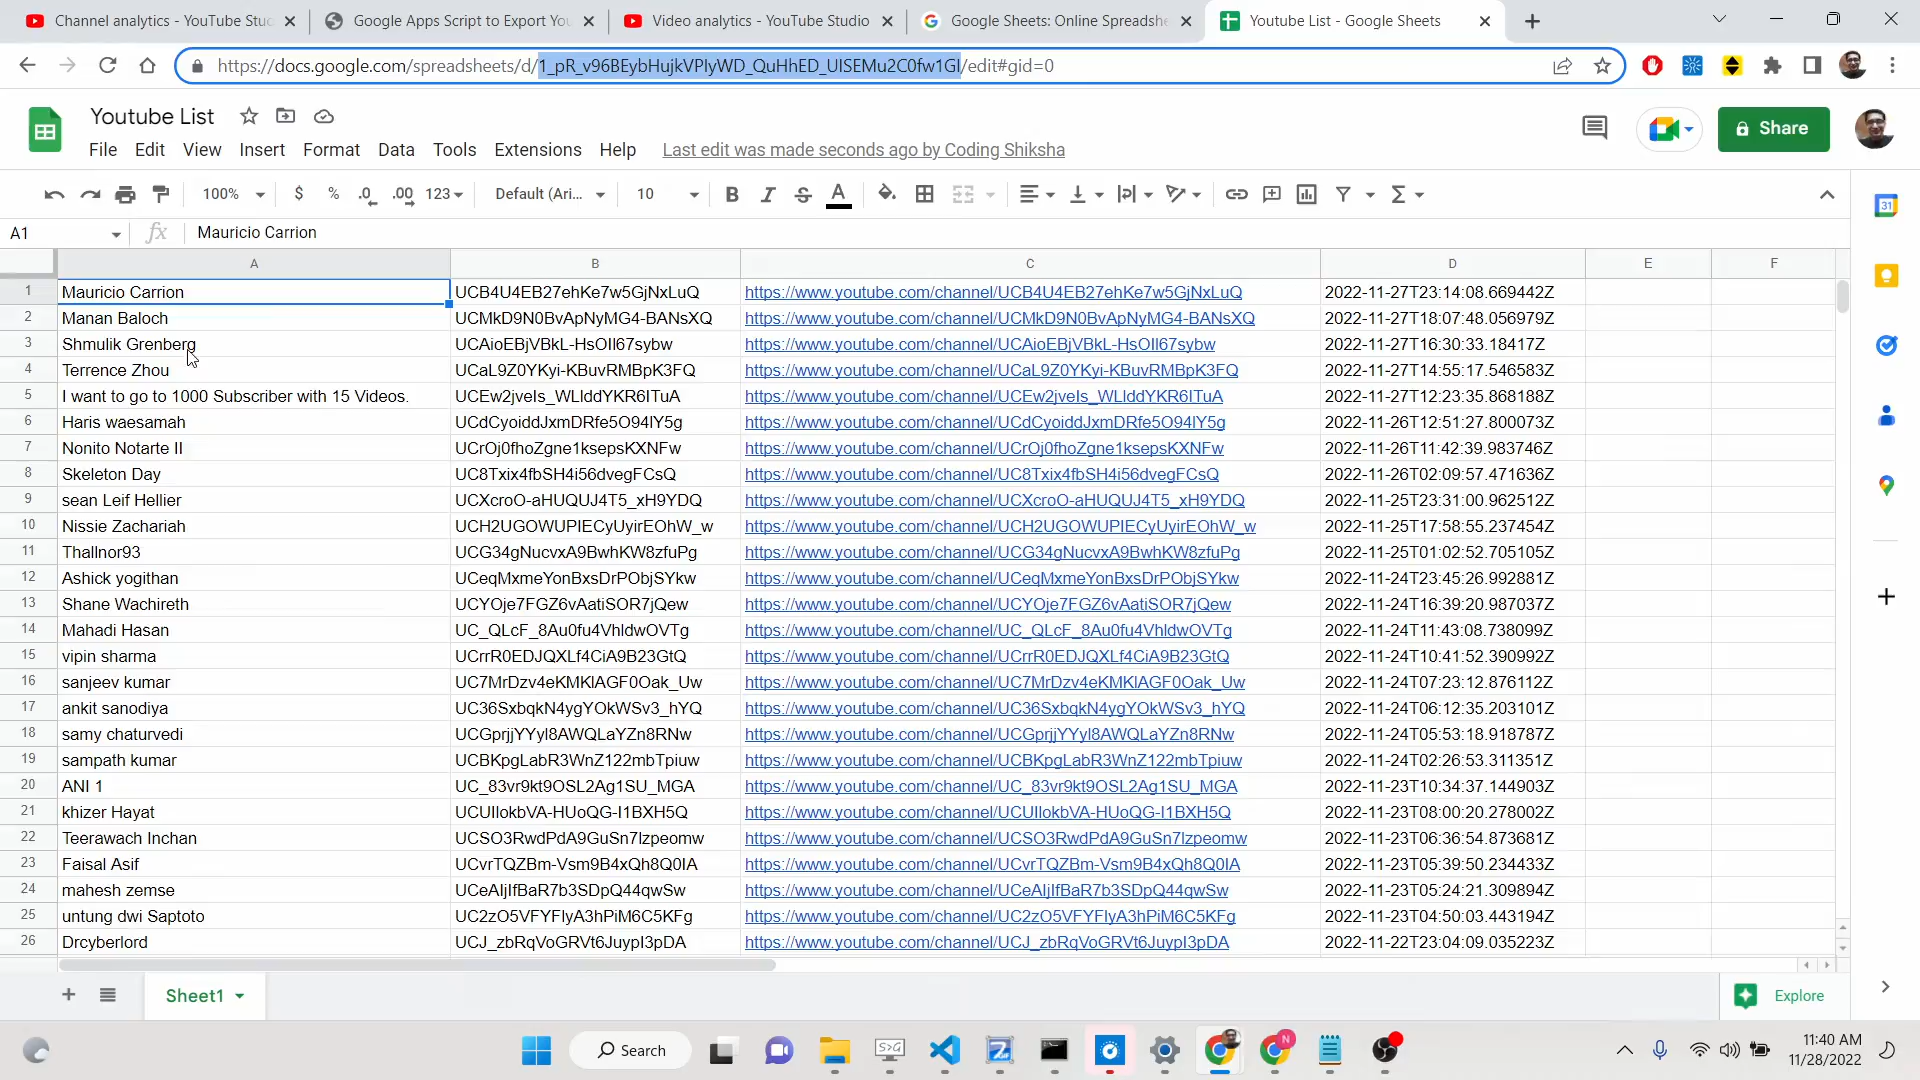 Channel analytics - YouTube Stu
Google Apps Script to Export You
Video analytics - YouTube Studio
Google Sheets: Online Spreadshe
Youtube List - Google Sheets
https://docs.google.com/spreadsheets/d/1_pR_v96BEybHujkVPlyWD_QuHhED_UlSEMu2C0fw1GI/edit#gid=0
Youtube List
File Edit View Insert Format Data Tools Extensions Help Last edit was made seconds ago by Coding Shiksha
Share
100% $ % .0 .00 123 Default (Ari... 10 B I S A Σ
31
A1 fx Mauricio Carrion
A B C D E F
1 Mauricio Carrion UCB4U4EB27ehKe7w5GjNxLuQ https://www.youtube.com/channel/UCB4U4EB27ehKe7w5GjNxLuQ 2022-11-27T23:14:08.669442Z
2 Manan Baloch UCMkD9N0BvApNyMG4-BANsXQ https://www.youtube.com/channel/UCMkD9N0BvApNyMG4-BANsXQ 2022-11-27T18:07:48.056979Z
3 Shmulik Grenberg UCAioEBjVBkL-HsOIl67sybw https://www.youtube.com/channel/UCAioEBjVBkL-HsOIl67sybw 2022-11-27T16:30:33.18417Z
4 Terrence Zhou UCaL9Z0YKyi-KBuvRMBpK3FQ https://www.youtube.com/channel/UCaL9Z0YKyi-KBuvRMBpK3FQ 2022-11-27T14:55:17.546583Z
5 I want to go to 1000 Subscriber with 15 Videos. UCEw2jveIs_WLlddYKR6ITuA https://www.youtube.com/channel/UCEw2jveIs_WLlddYKR6ITuA 2022-11-27T12:23:35.868188Z
6 Haris waesamah UCdCyoiddJxmDRfe5O94lY5g https://www.youtube.com/channel/UCdCyoiddJxmDRfe5O94lY5g 2022-11-26T12:51:27.800073Z
7 Nonito Notarte II UCrOj0fhoZgne1ksepsKXNFw https://www.youtube.com/channel/UCrOj0fhoZgne1ksepsKXNFw 2022-11-26T11:42:39.983746Z
8 Skeleton Day UC8Txix4fbSH4i56dvegFCsQ https://www.youtube.com/channel/UC8Txix4fbSH4i56dvegFCsQ 2022-11-26T02:09:57.471636Z
9 sean Leif Hellier UCXcroO-aHUQUJ4T5_xH9YDQ https://www.youtube.com/channel/UCXcroO-aHUQUJ4T5_xH9YDQ 2022-11-25T23:31:00.962512Z
10 Nissie Zachariah UCH2UGOWUPIECyUyirEOhW_w https://www.youtube.com/channel/UCH2UGOWUPIECyUyirEOhW_w 2022-11-25T17:58:55.237454Z
11 Thallnor93 UCG34gNucvxA9BwhKW8zfuPg https://www.youtube.com/channel/UCG34gNucvxA9BwhKW8zfuPg 2022-11-25T01:02:52.705105Z
12 Ashick yogithan UCeqMxmeYonBxsDrPObjSYkw https://www.youtube.com/channel/UCeqMxmeYonBxsDrPObjSYkw 2022-11-24T23:45:26.992881Z
13 Shane Wachireth UCYOje7FGZ6vAatiSOR7jQew https://www.youtube.com/channel/UCYOje7FGZ6vAatiSOR7jQew 2022-11-24T16:39:20.987037Z
14 Mahadi Hasan UC_QLcF_8Au0fu4VhldwOVTg https://www.youtube.com/channel/UC_QLcF_8Au0fu4VhldwOVTg 2022-11-24T11:43:08.738099Z
15 vipin sharma UCrrR0EDJQXLf4CiA9B23GtQ https://www.youtube.com/channel/UCrrR0EDJQXLf4CiA9B23GtQ 2022-11-24T10:41:52.390992Z
16 sanjeev kumar UC7MrDzv4eKMKlAGF0Oak_Uw https://www.youtube.com/channel/UC7MrDzv4eKMKlAGF0Oak_Uw 2022-11-24T07:23:12.876112Z
17 ankit sanodiya UC36SxbqkN4ygYOkWSv3_hYQ https://www.youtube.com/channel/UC36SxbqkN4ygYOkWSv3_hYQ 2022-11-24T06:12:35.203101Z
18 samy chaturvedi UCGprjjYYyl8AWQLaYZn8RNw https://www.youtube.com/channel/UCGprjjYYyl8AWQLaYZn8RNw 2022-11-24T05:53:18.918787Z
19 sampath kumar UCBKpgLabR3WnZ122mbTpiuw https://www.youtube.com/channel/UCBKpgLabR3WnZ122mbTpiuw 2022-11-24T02:26:53.311351Z
20 ANI 1 UC_83vr9kt9OSL2Ag1SU_MGA https://www.youtube.com/channel/UC_83vr9kt9OSL2Ag1SU_MGA 2022-11-23T10:34:37.144903Z
21 khizer Hayat UCUIlokbVA-HUoQG-I1BXH5Q https://www.youtube.com/channel/UCUIlokbVA-HUoQG-I1BXH5Q 2022-11-23T08:00:20.278002Z
22 Teerawach Inchan UCSO3RwdPdA9GuSn7lzpeomw https://www.youtube.com/channel/UCSO3RwdPdA9GuSn7lzpeomw 2022-11-23T06:36:54.873681Z
23 Faisal Asif UCvrTQZBm-Vsm9B4xQh8Q0IA https://www.youtube.com/channel/UCvrTQZBm-Vsm9B4xQh8Q0IA 2022-11-23T05:39:50.234433Z
24 mahesh zemse UCeAljIfBaR7b3SDpQ44qwSw https://www.youtube.com/channel/UCeAljIfBaR7b3SDpQ44qwSw 2022-11-23T05:24:21.309894Z
25 untung dwi Saptoto UC2zO5VFYFIyA3hPiM6C5KFg https://www.youtube.com/channel/UC2zO5VFYFIyA3hPiM6C5KFg 2022-11-23T04:50:03.443194Z
26 Drcyberlord UCJ_zbRqVoGRVt6JuypI3pDA https://www.youtube.com/channel/UCJ_zbRqVoGRVt6JuypI3pDA 2022-11-22T23:04:09.035223Z
Sheet1
Explore
Search
11:40 AM
11/28/2022